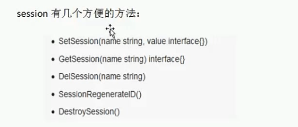 session 有几个方便的方法：
• SetSession(name string, value interface{})
• GetSession(name string) interface{}
• DelSession(name string)
• SessionRegenerateID()
• DestroySession()